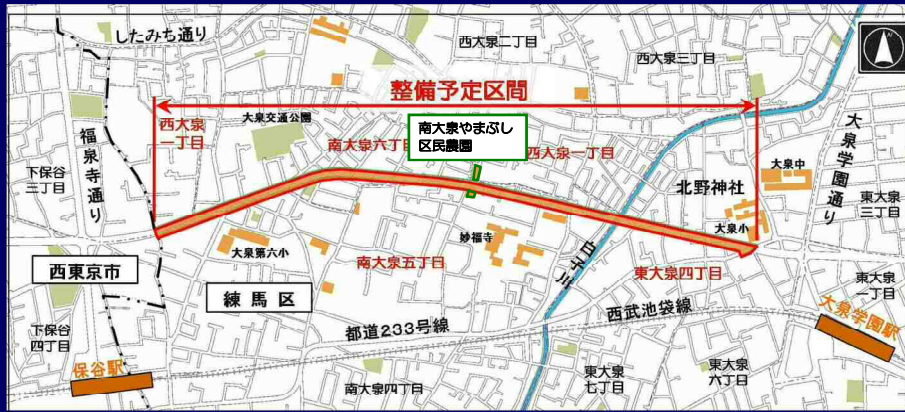 したみち通り
西大泉二丁目
西大泉三丁目
整備予定区間
西大泉
一丁目
大泉交通公園
南大泉六丁目
南大泉やまぶし
区民農園
西大泉一丁目
大泉学園通り
福泉寺通り
下保谷
三丁目
大泉中
北野神社
東大泉
三丁目
大泉小
妙福寺
白子川
大泉第六小
南大泉五丁目
東大泉四丁目
西東京市
練馬区
東大泉
一丁目
大泉学園駅
西武池袋線
都道233号線
下保谷
四丁目
保谷駅
南大泉四丁目
東大泉
七丁目
東大泉
六丁目